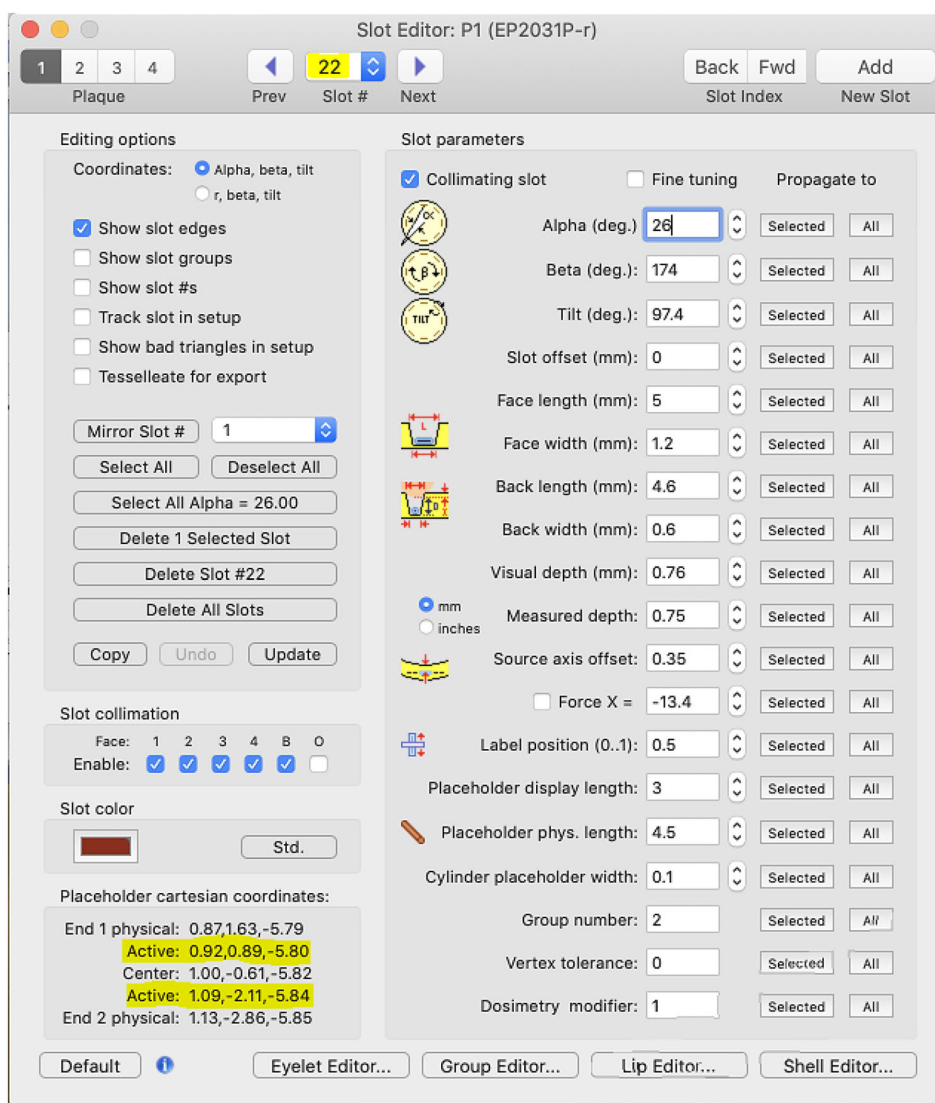 Slot Editor: P1 (EP2031P-r)
1 2 3 4 22 Back Fwd Add
Plaque Prev Slot # Next Slot Index New Slot
Editing options
Coordinates: Alpha, beta, tilt
r, beta, tilt
Show slot edges
Show slot groups
Show slot #s
Track slot in setup
Show bad triangles in setup
Tesselleate for export
Mirror Slot # 1
Select All Deselect All
Select All Alpha = 26.00
Delete 1 Selected Slot
Delete Slot #22
Delete All Slots
Copy Undo Update
Slot collimation
Face: 1 2 3 4 B O
Enable:
Slot color
Std.
Placeholder cartesian coordinates:
End 1 physical: 0.87,1.63,-5.79
Active: 0.92,0.89,-5.80
Center: 1.00,-0.61,-5.82
Active: 1.09,-2.11,-5.84
End 2 physical: 1.13,-2.86,-5.85
Slot parameters
Collimating slot Fine tuning Propagate to
α Alpha (deg.) 26 Selected All
β Beta (deg.): 174 Selected All
TILT Tilt (deg.): 97.4 Selected All
Slot offset (mm): 0 Selected All
Face length (mm): 5 Selected All
L Face width (mm): 1.2 Selected All
Back length (mm): 4.6 Selected All
D Back width (mm): 0.6 Selected All
Visual depth (mm): 0.76 Selected All
mm
inches
Measured depth: 0.75 Selected All
Source axis offset: 0.35 Selected All
Force X = -13.4 Selected All
Label position (0..1): 0.5 Selected All
Placeholder display length: 3 Selected All
Placeholder phys. length: 4.5 Selected All
Cylinder placeholder width: 0.1 Selected All
Group number: 2 Selected All
Vertex tolerance: 0 Selected All
Dosimetry modifier: 1 Selected All
Default i Eyelet Editor... Group Editor... Lip Editor... Shell Editor...